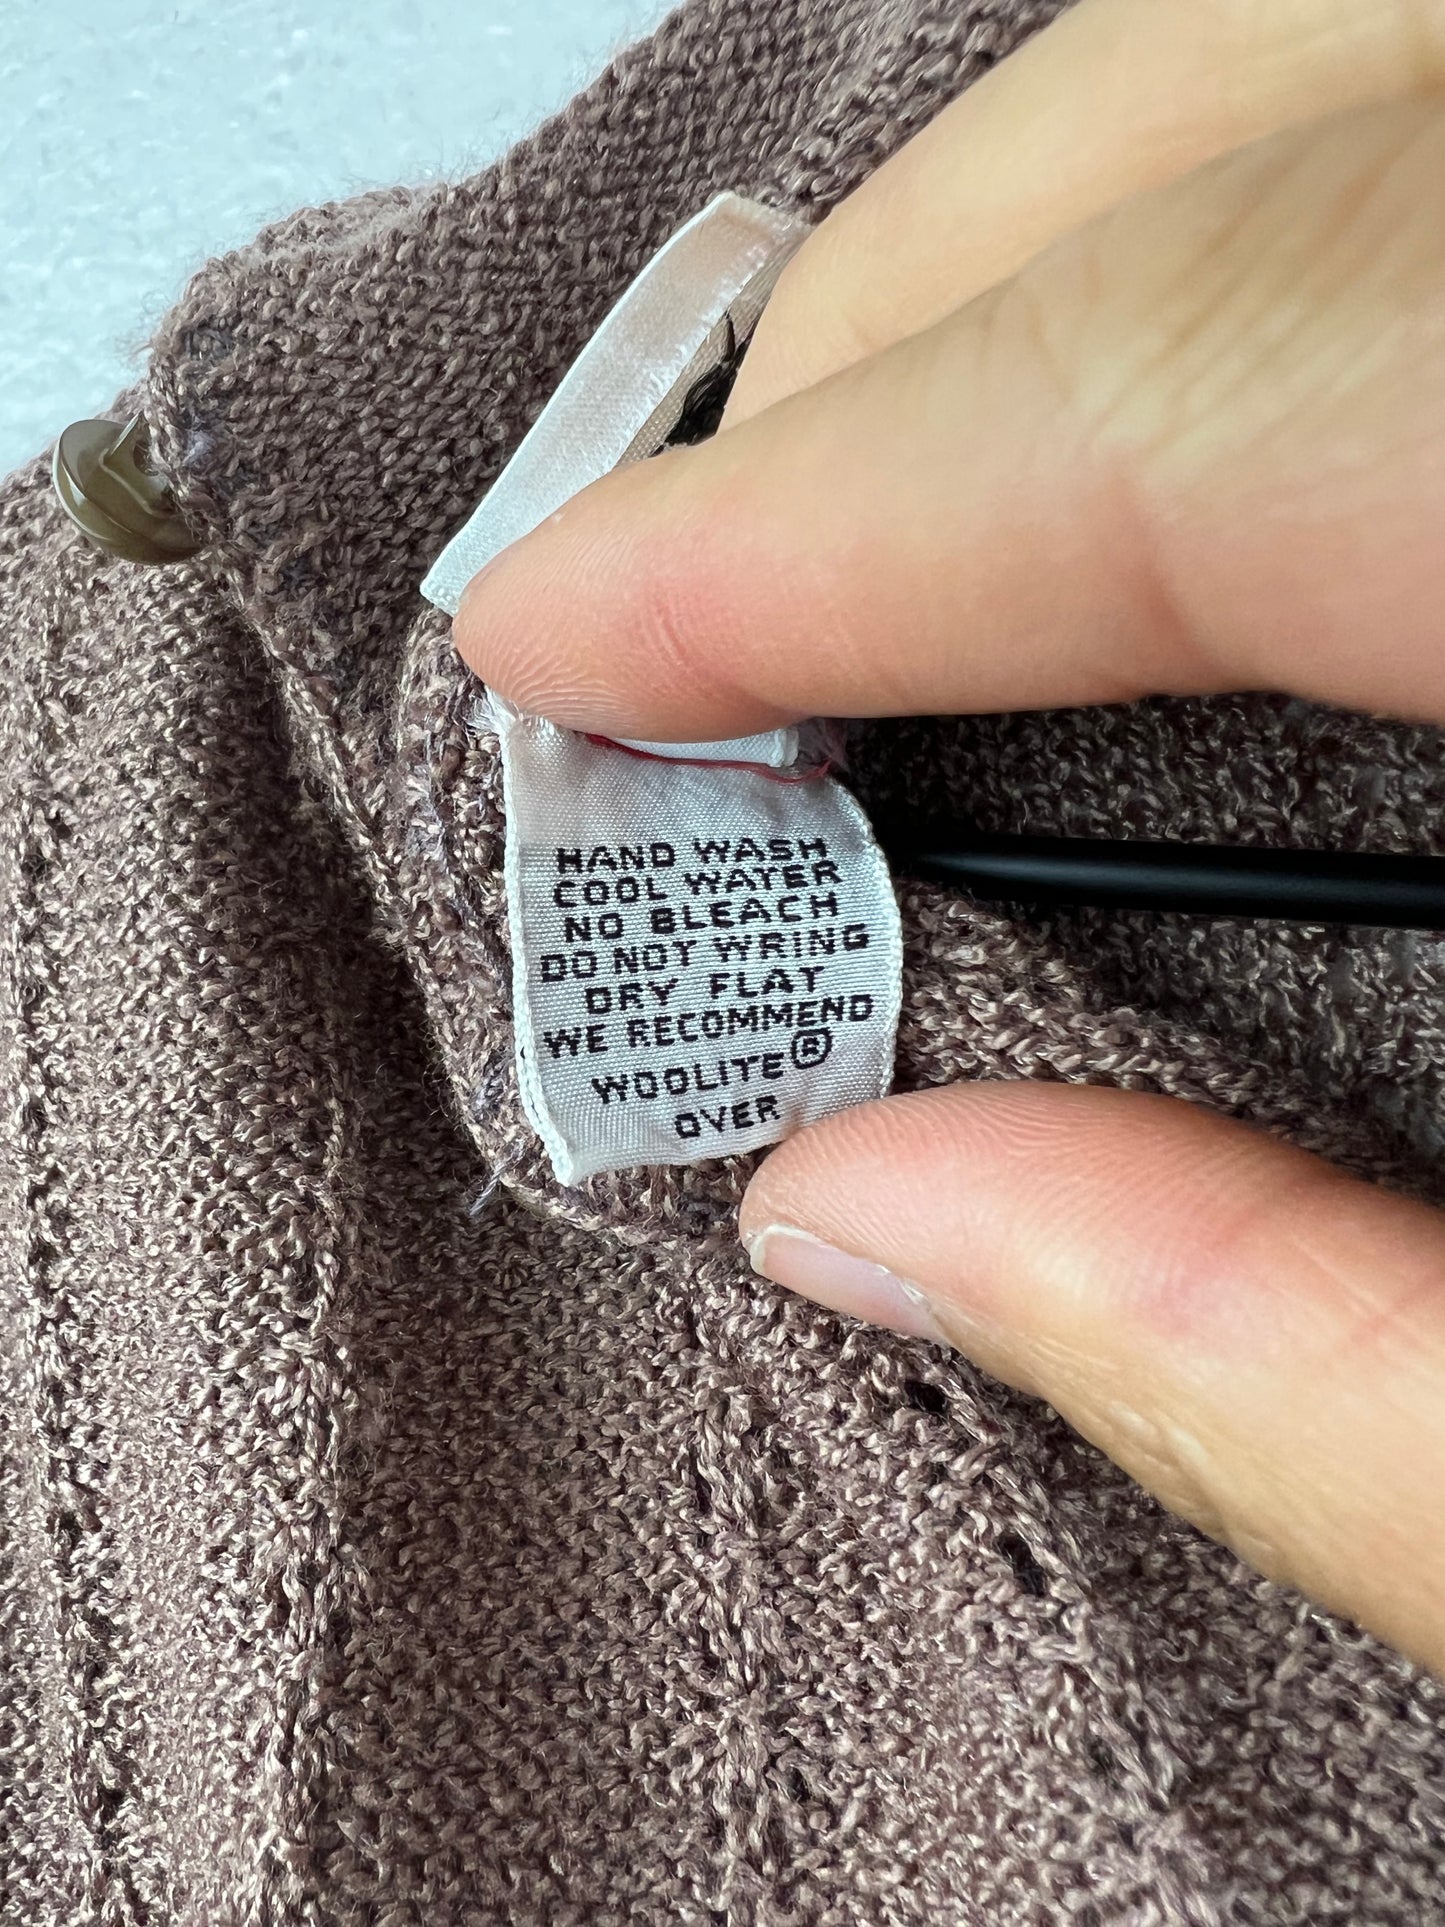 HAND WASH
COOL WATER
NO BLEACH
DO NOT WRING
DRY FLAT
WE RECOMMEND
WOOLITE®
OVER